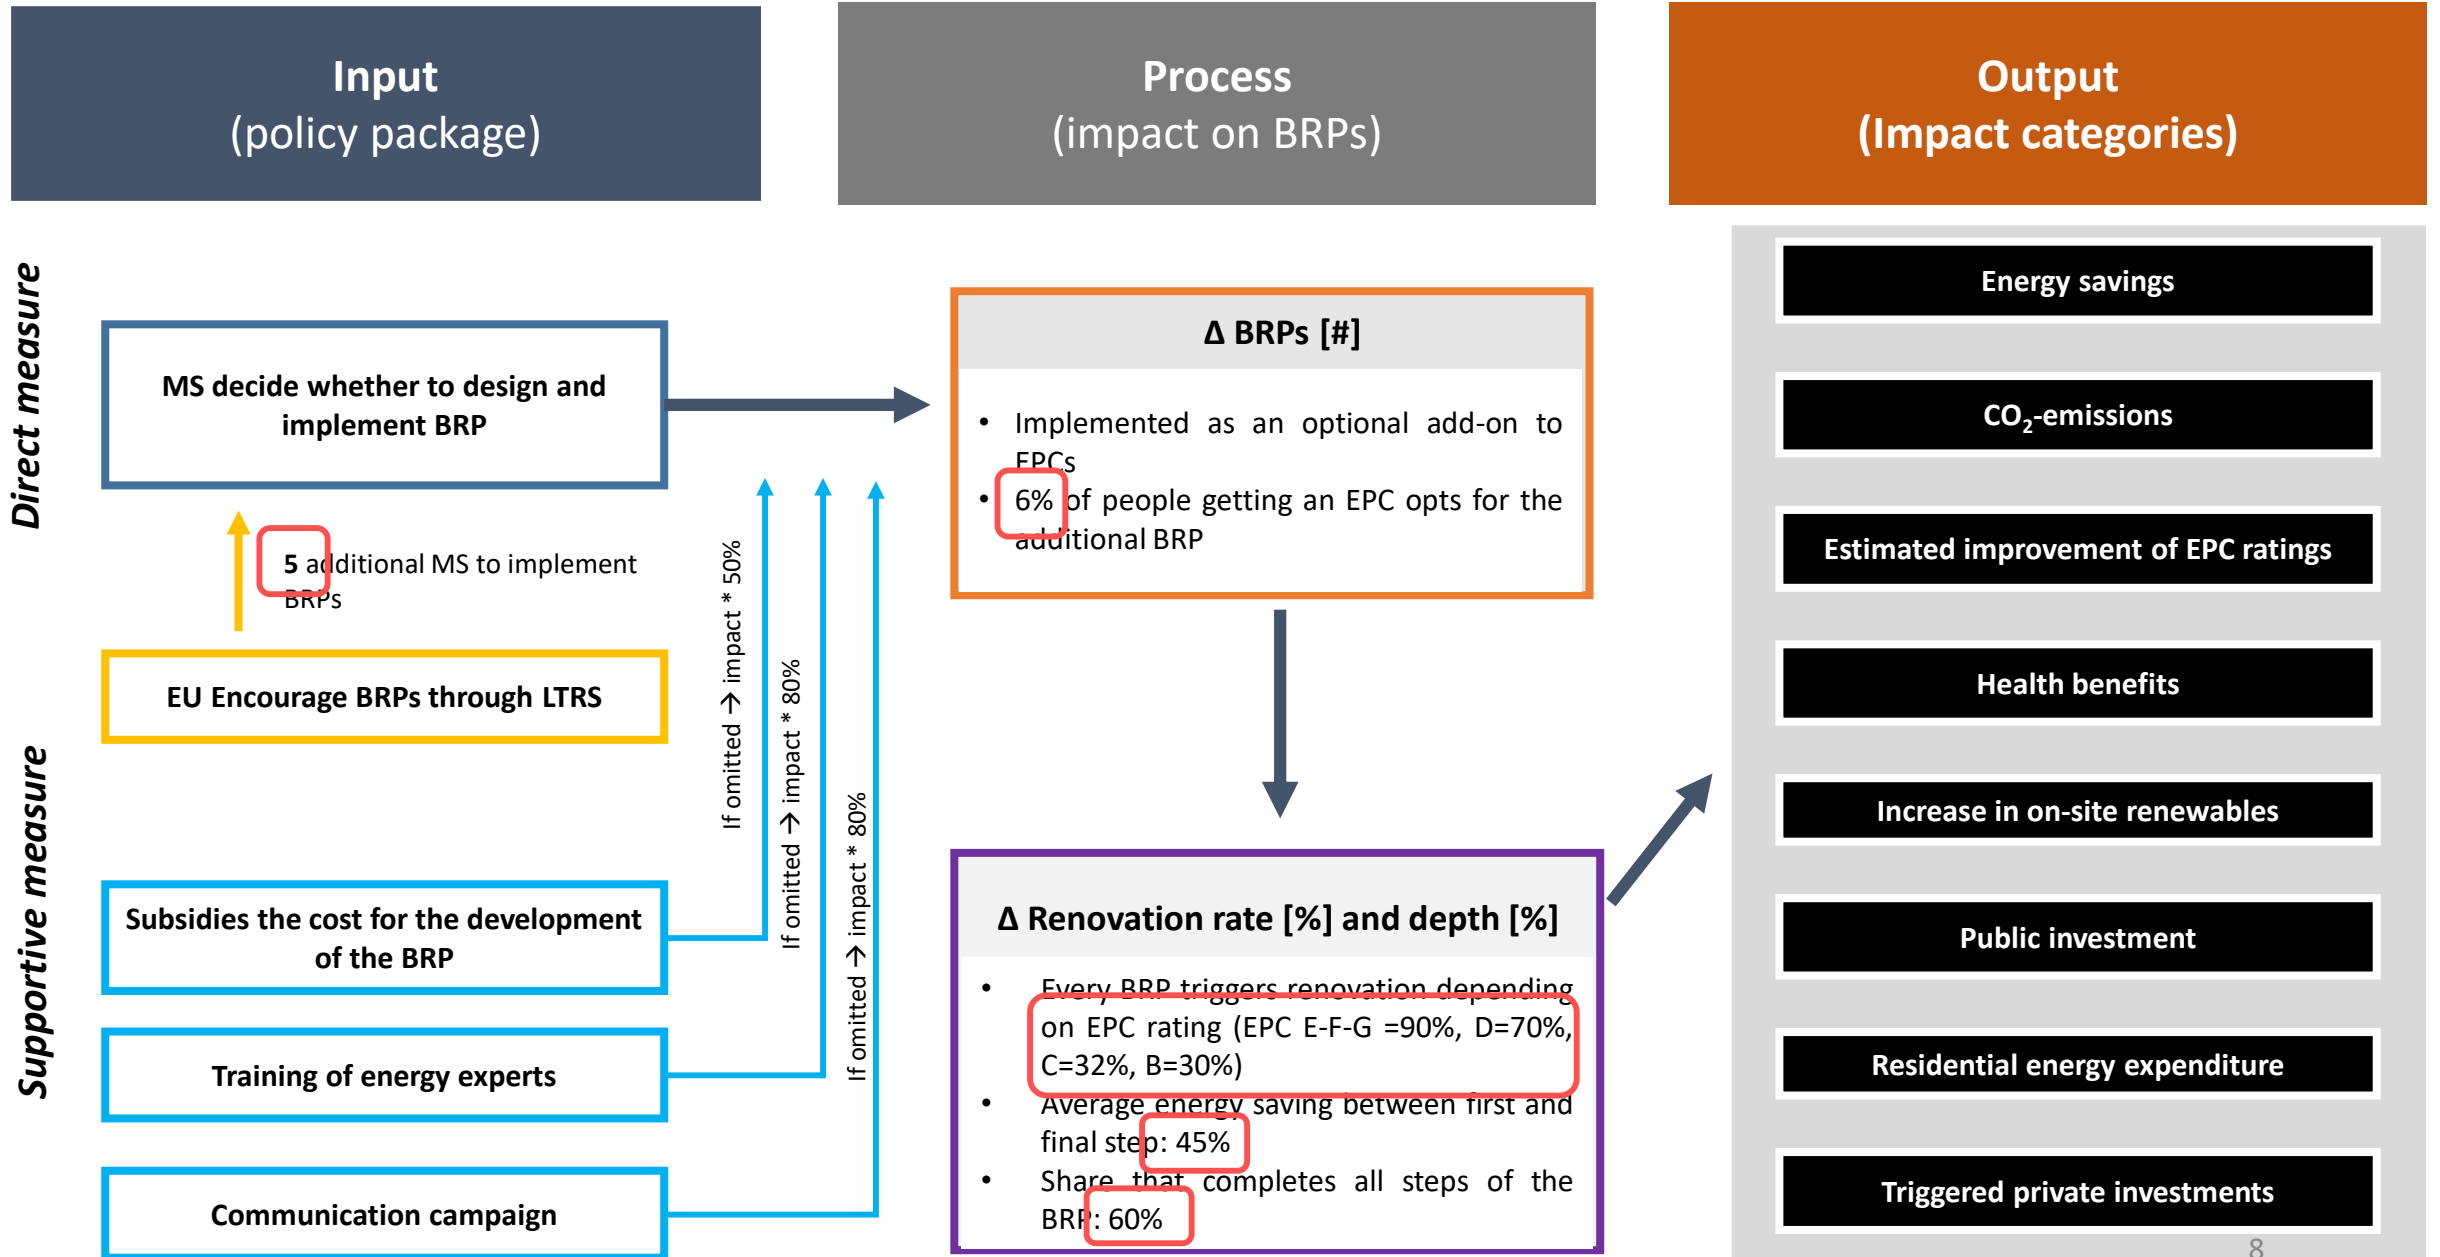 Input
(policy package)
Process
(impact on BRPs)
Output
(Impact categories)
Direct measure
MS decide whether to design and
implement BRP
5 additional MS to implement
BRPs
EU Encourage BRPs through LTRS
Supportive measure
Subsidies the cost for the development
of the BRP
Training of energy experts
Communication campaign
If omitted → impact * 50%
If omitted → impact * 80%
If omitted → impact * 80%
Δ BRPs [#]
• Implemented as an optional add-on to
EPCs
• 6% of people getting an EPC opts for the
additional BRP
Δ Renovation rate [%] and depth [%]
• Every BRP triggers renovation depending
on EPC rating (EPC E-F-G =90%, D=70%,
C=32%, B=30%)
• Average energy saving between first and
final step: 45%
• Share that completes all steps of the
BRP: 60%
Energy savings
CO₂-emissions
Estimated improvement of EPC ratings
Health benefits
Increase in on-site renewables
Public investment
Residential energy expenditure
Triggered private investments
8